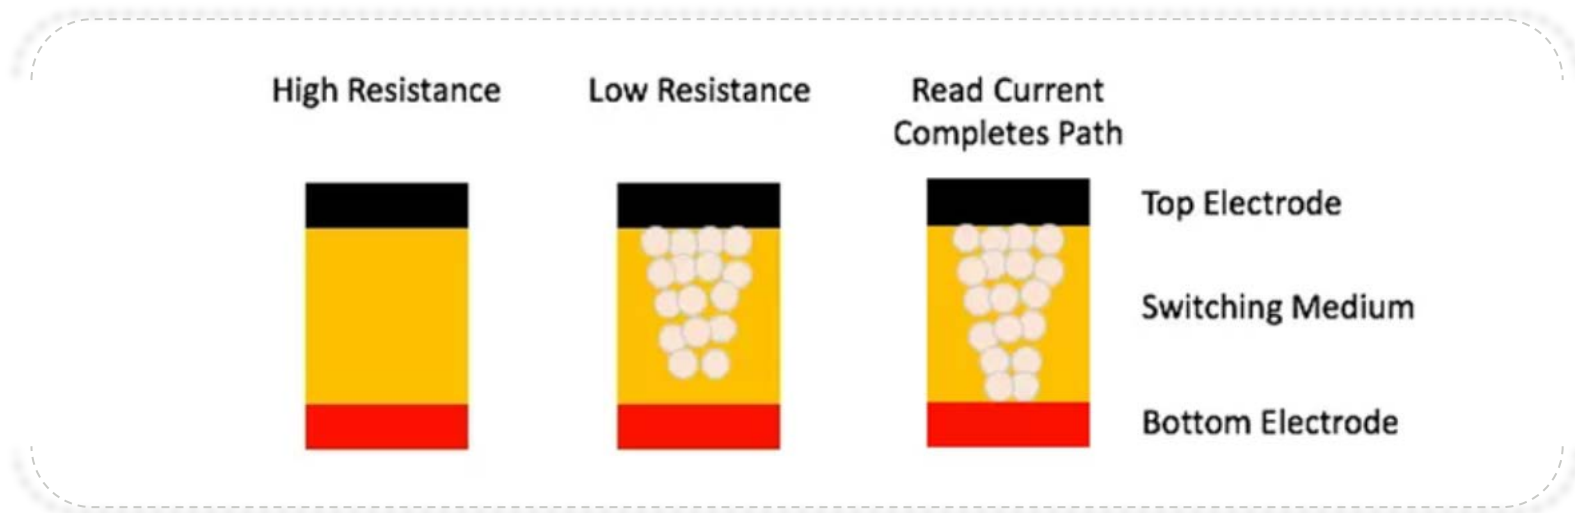 High Resistance
Low Resistance
Read Current
Completes Path
Top Electrode
Switching Medium
Bottom Electrode